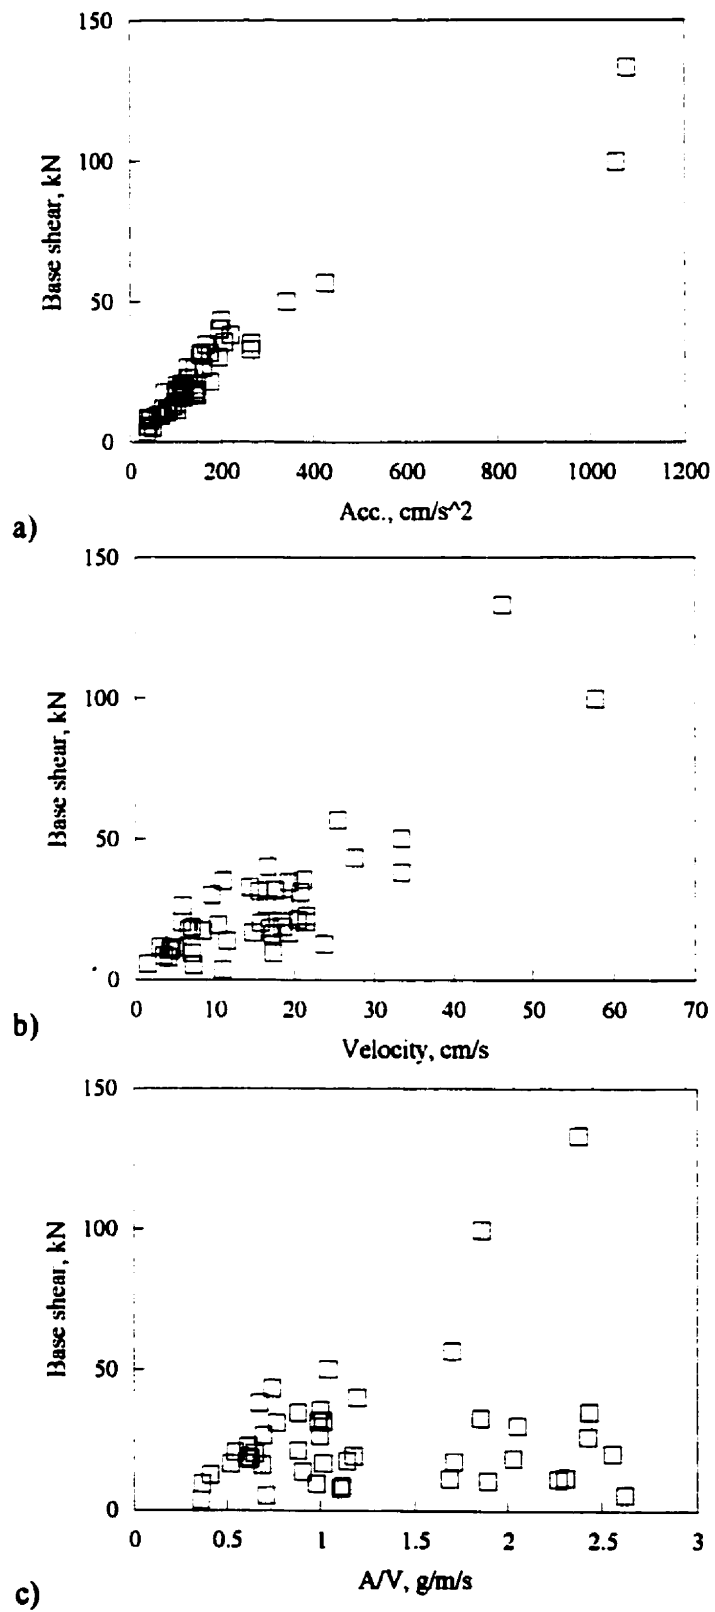 150
100
50
0
Base shear, kN
0 200 400 600 800 1000 1200
Acc., cm/s^2
a)
150
100
50
0
Base shear, kN
0 10 20 30 40 50 60 70
Velocity, cm/s
b)
150
100
50
0
Base shear, kN
0 0.5 1 1.5 2 2.5 3
A/V, g/m/s
c)